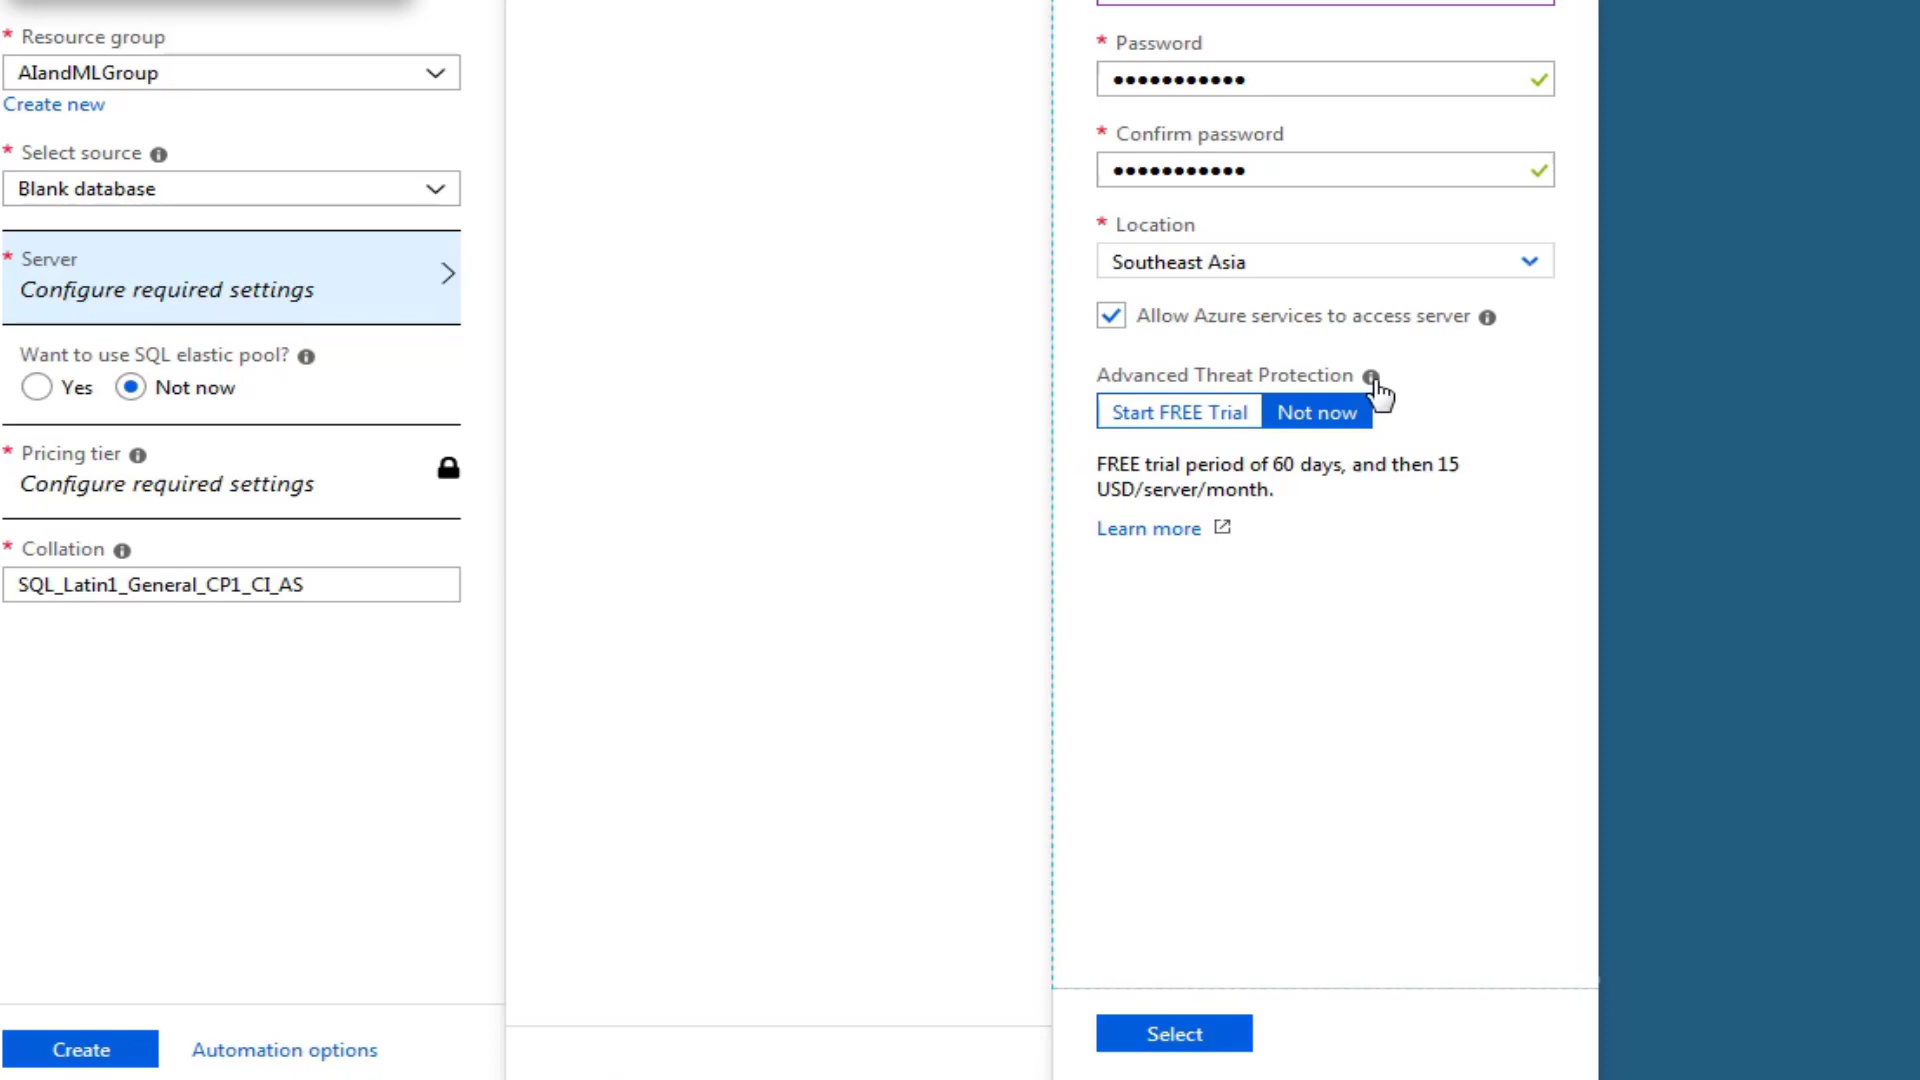 * Resource group
AIandMLGroup
Create new
* Select source
Blank database
* Server
Configure required settings
Want to use SQL elastic pool?
Yes
Not now
* Pricing tier
Configure required settings
* Collation
SQL_Latin1_General_CP1_CI_AS
Create
Automation options
* Password
•••••••••••
* Confirm password
•••••••••••
* Location
Southeast Asia
Allow Azure services to access server
Advanced Threat Protection
Start FREE Trial
Not now
FREE trial period of 60 days, and then 15
USD/server/month.
Learn more
Select